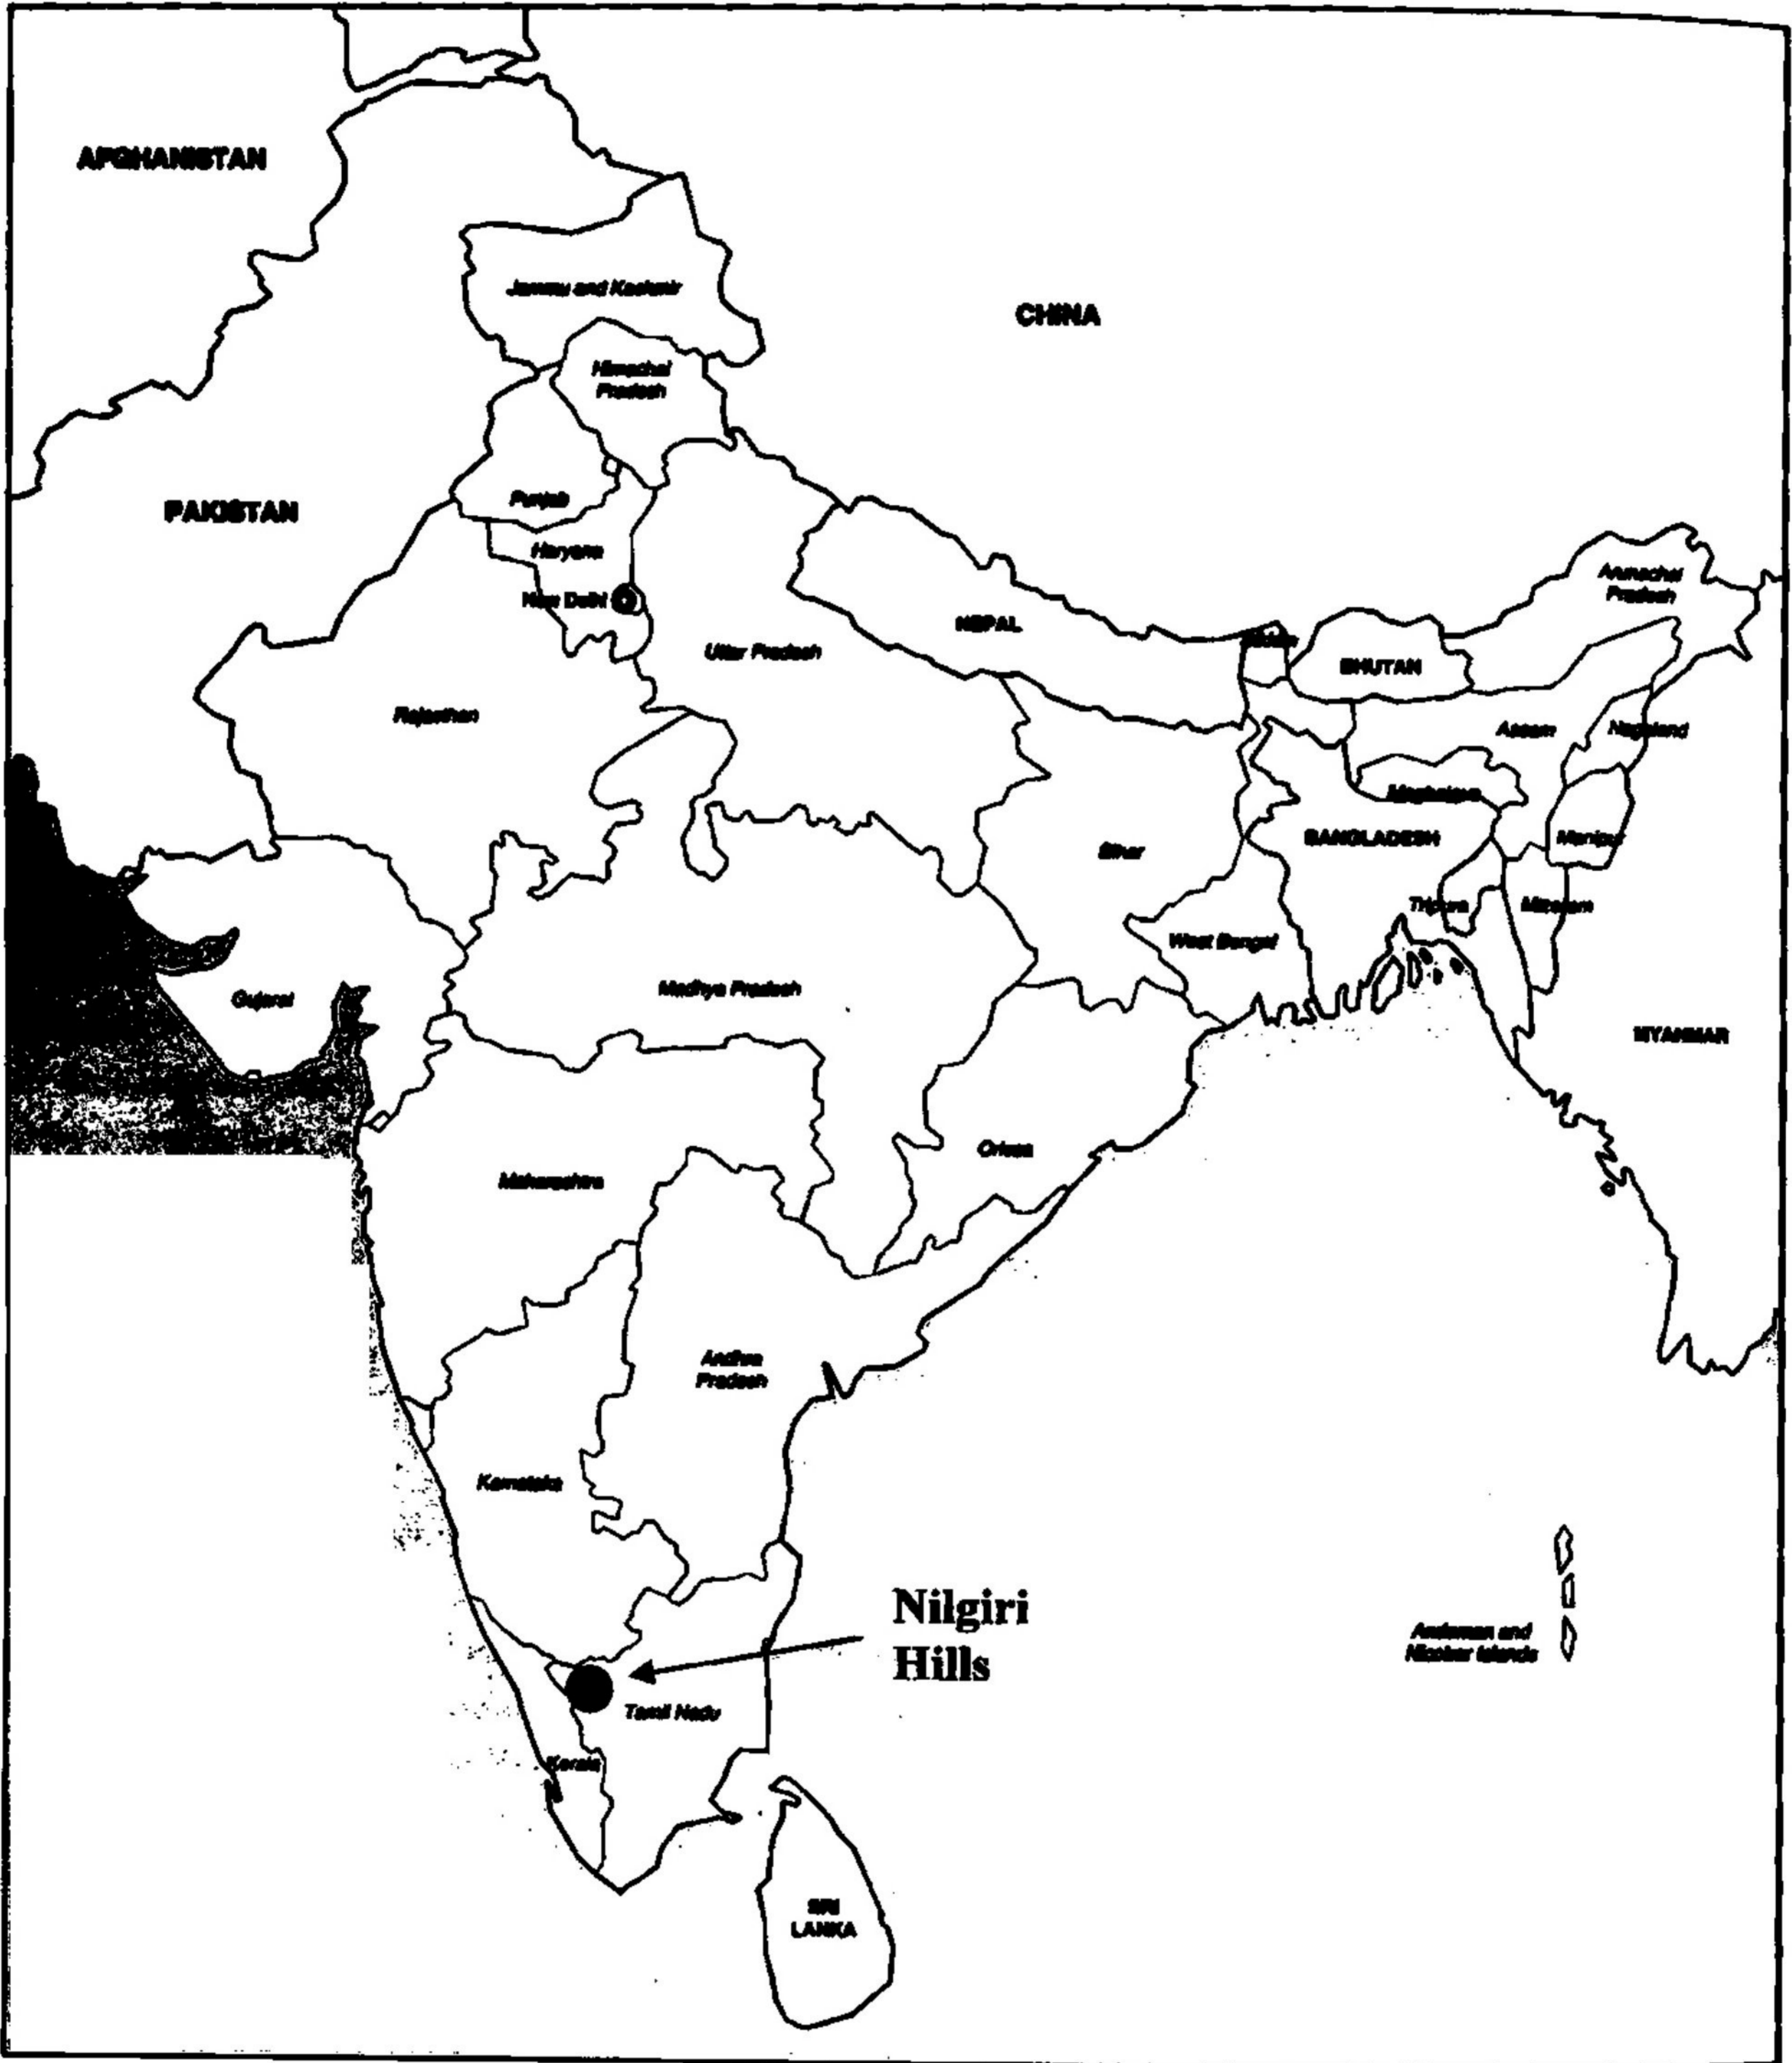 AFGHANISTAN
CHINA
Jammu and Kashmir
Himachal
Pradesh
PAKISTAN
Punjab
Haryana
New Delhi
Arunachal
Pradesh
NEPAL
Uttar Pradesh
Sikkim
BHUTAN
Rajasthan
Assam
Nagaland
Meghalaya
BANGLADESH
Manipur
Bihar
Tripura
Mizoram
West Bengal
Gujarat
Madhya Pradesh
MYANMAR
Orissa
Maharashtra
Andhra
Pradesh
Karnataka
Nilgiri
Hills
Andaman and
Nicobar Islands
Tamil Nadu
Kerala
SRI
LANKA